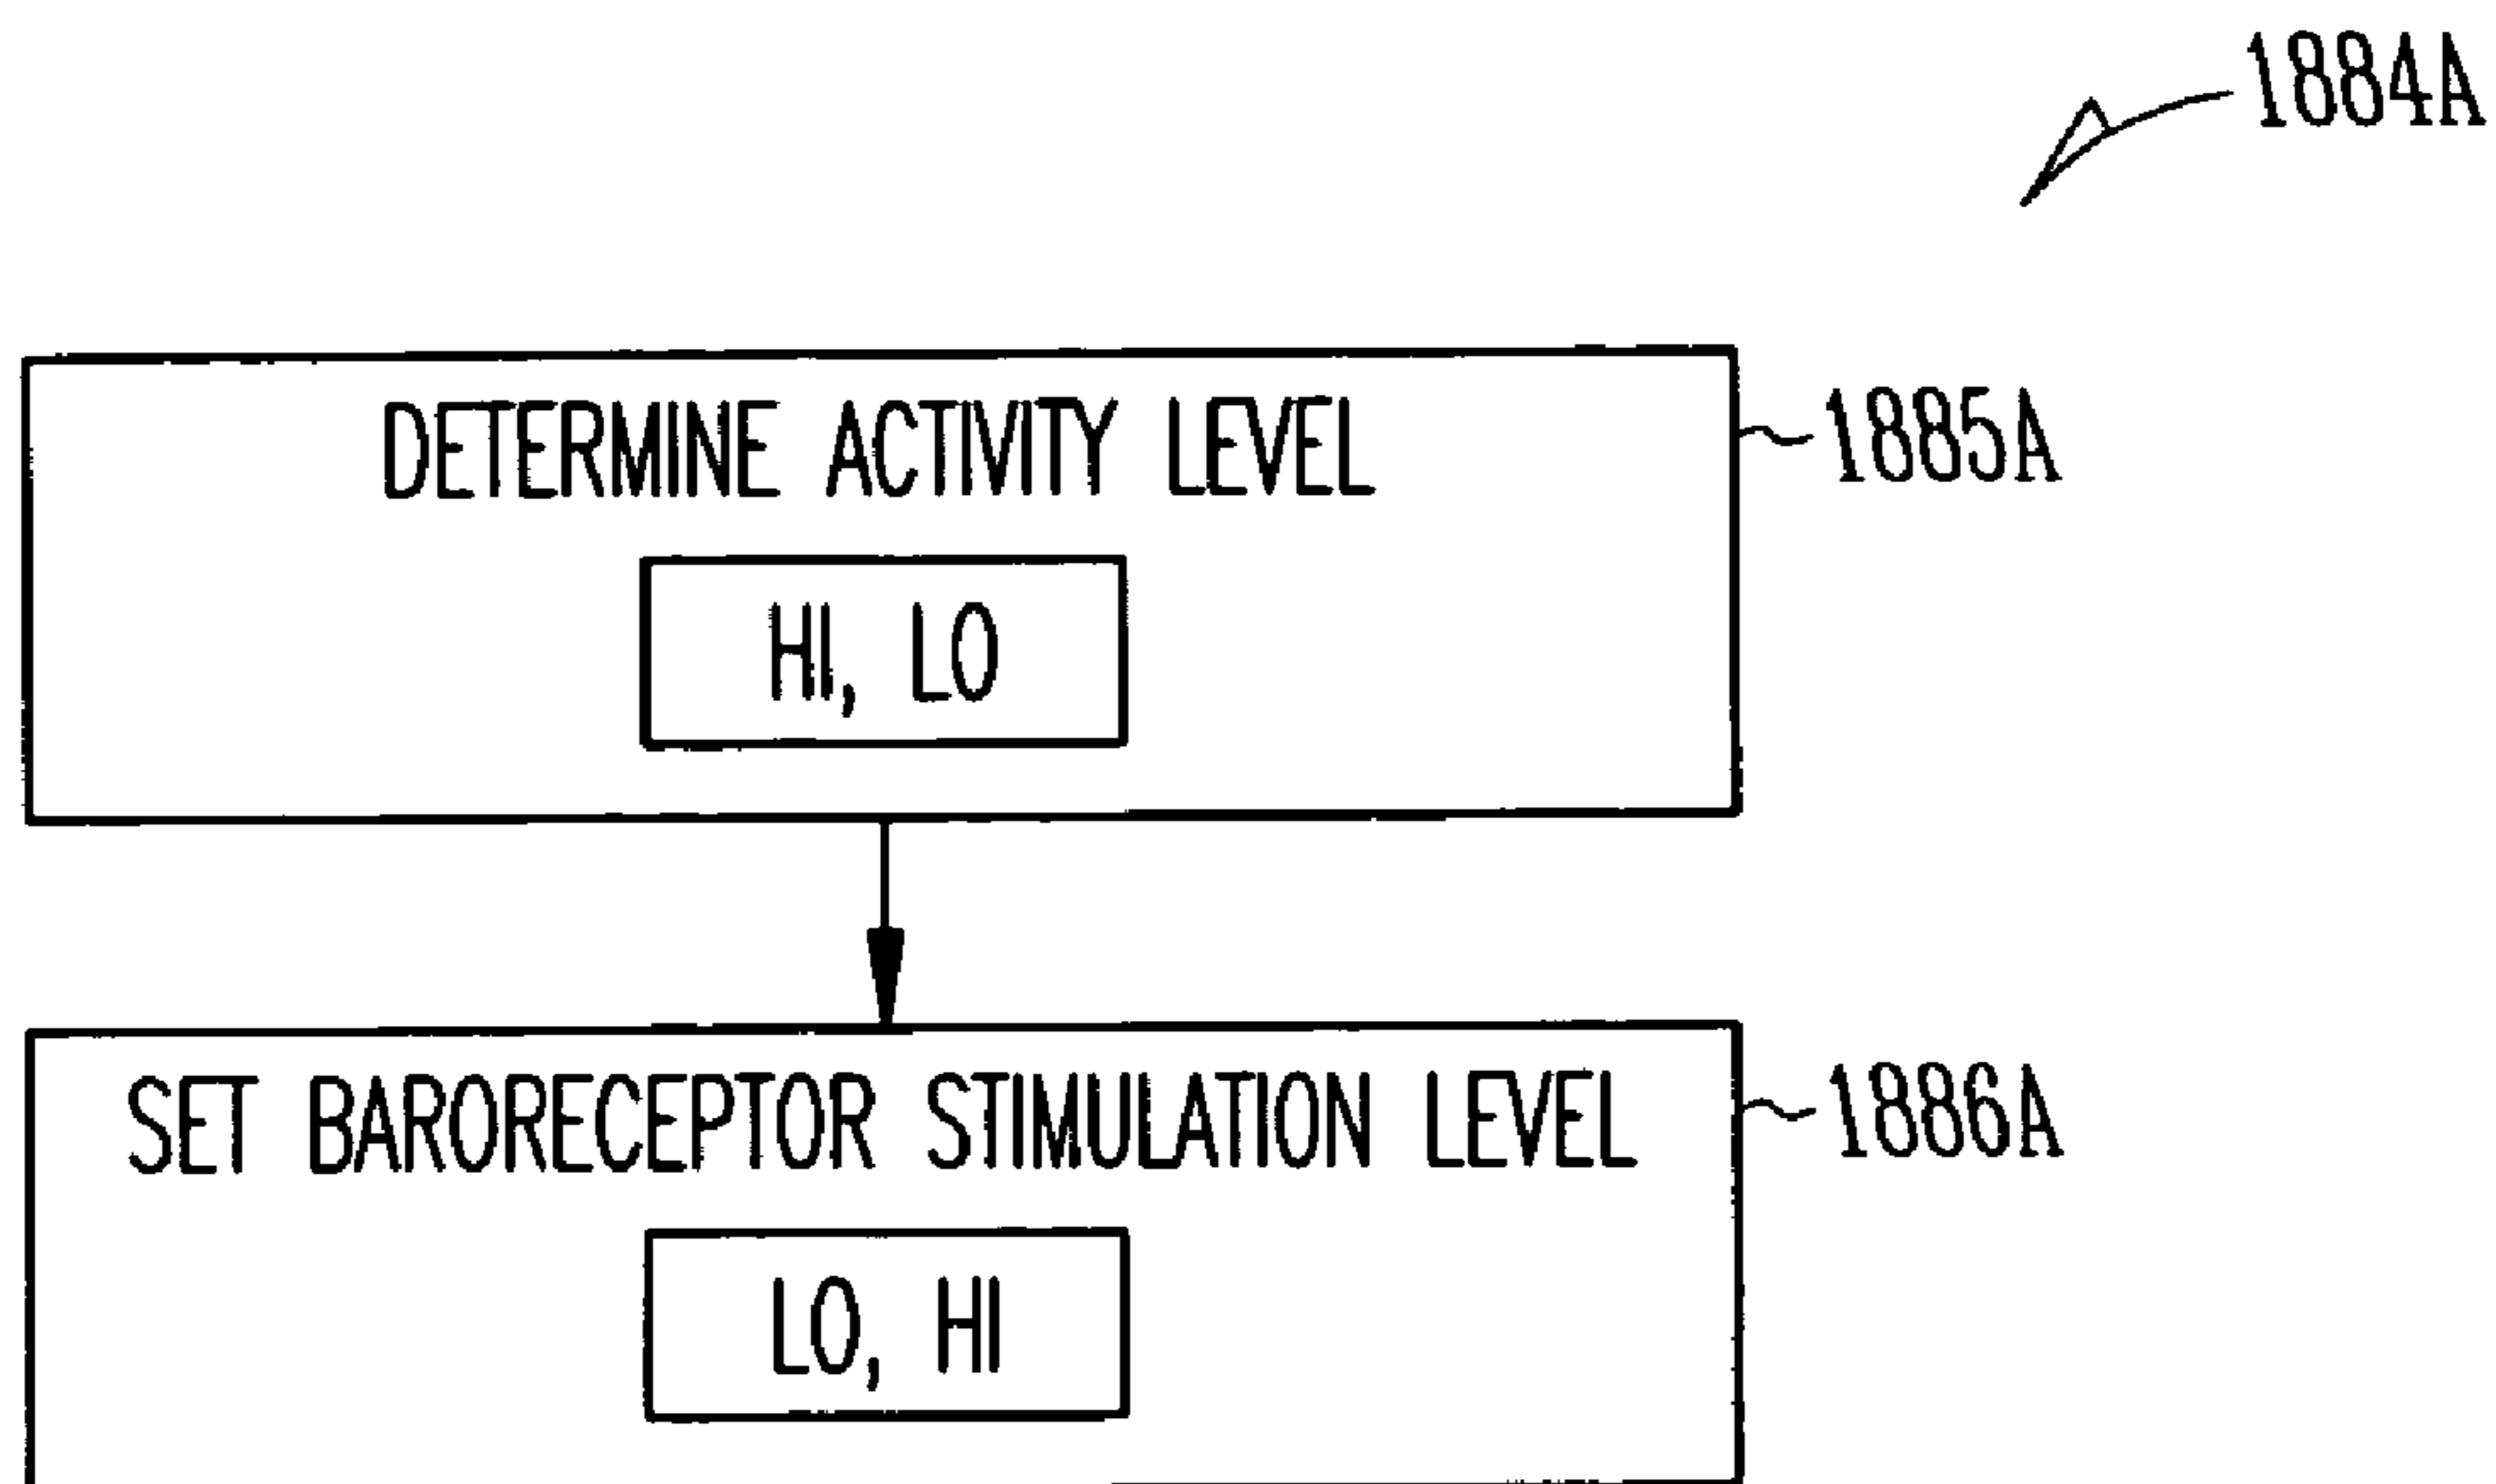 1884A
DETERMINE ACTIVITY LEVEL
1885A
HI, LO
SET BARORECEPTOR STIMULATION LEVEL
1886A
LO, HI